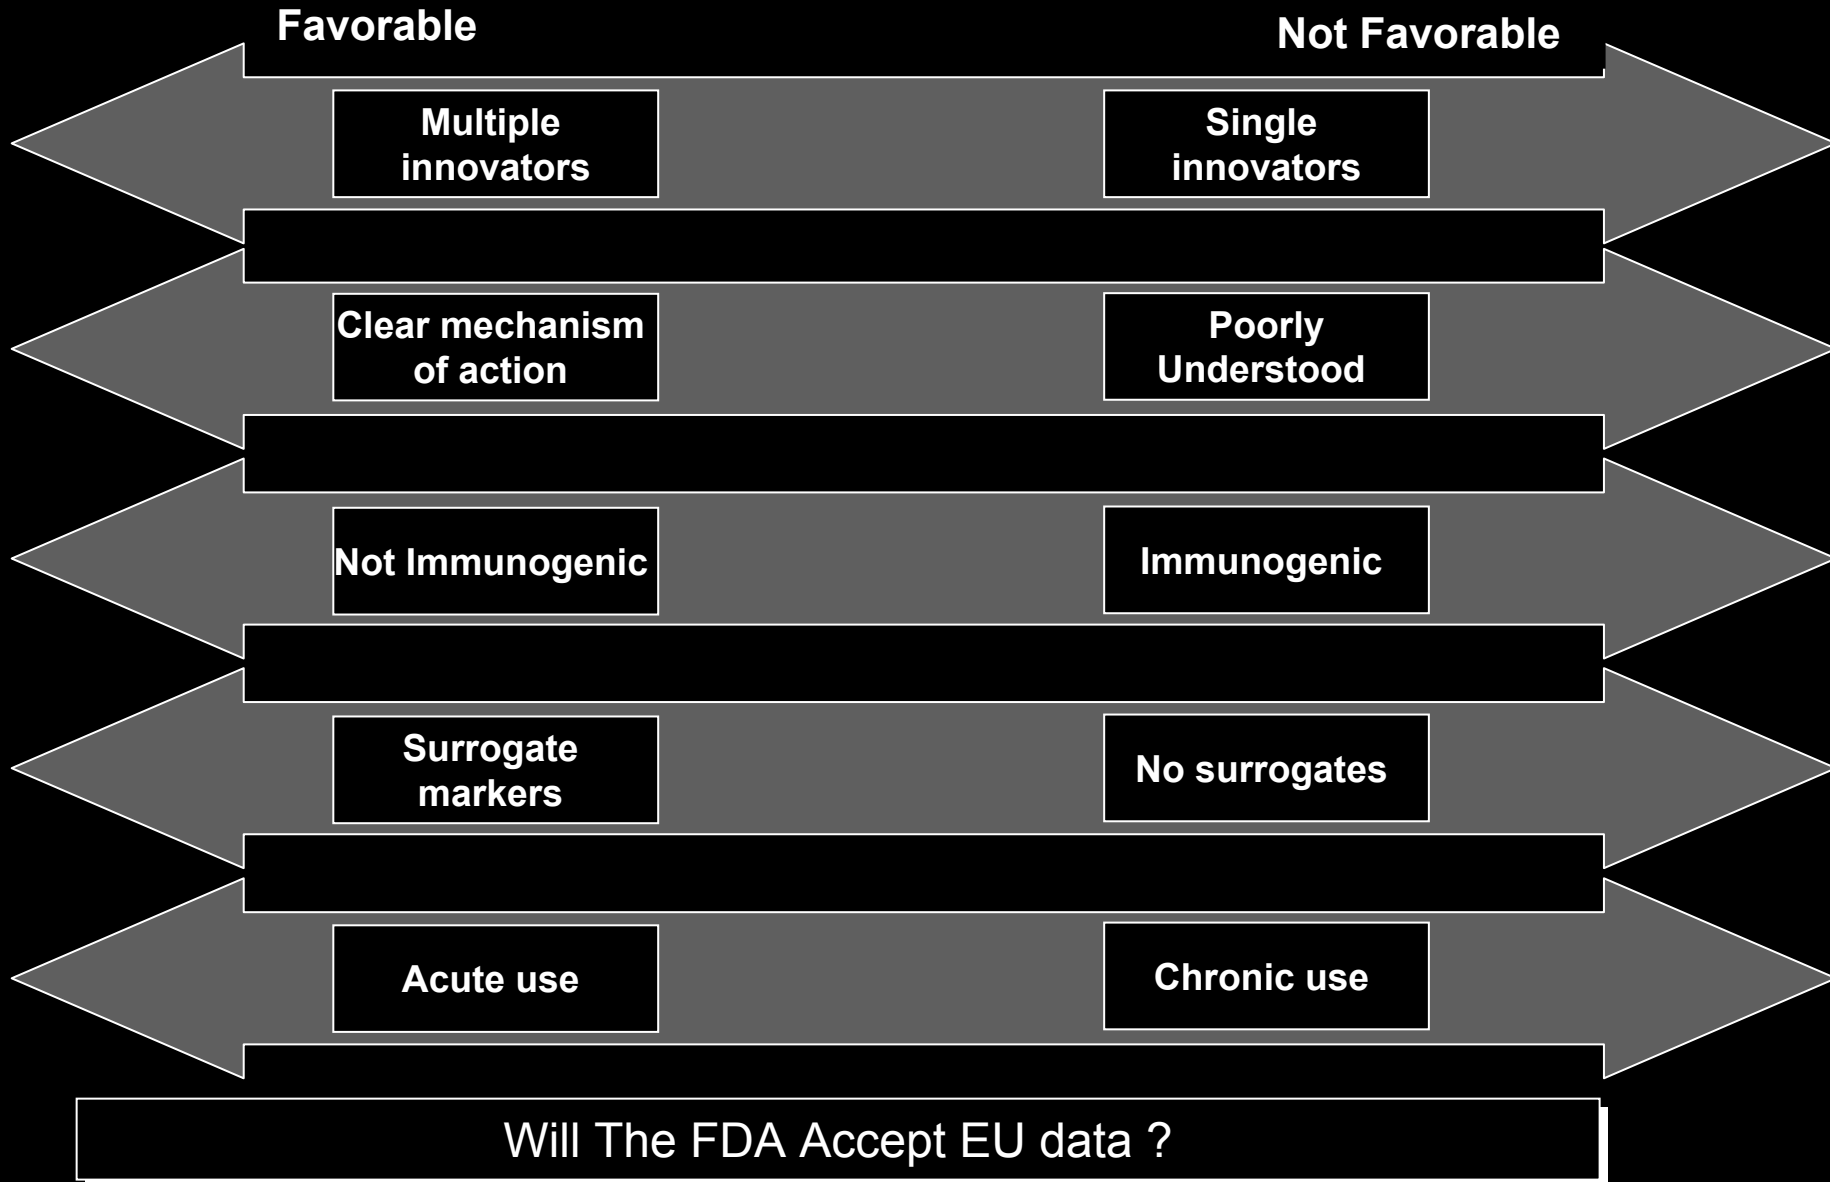 Favorable
Not Favorable
Multiple
innovators
Single
innovators
Clear mechanism
of action
Poorly
Understood
Not Immunogenic
Immunogenic
Surrogate
markers
No surrogates
Acute use
Chronic use
Will The FDA Accept EU data ?